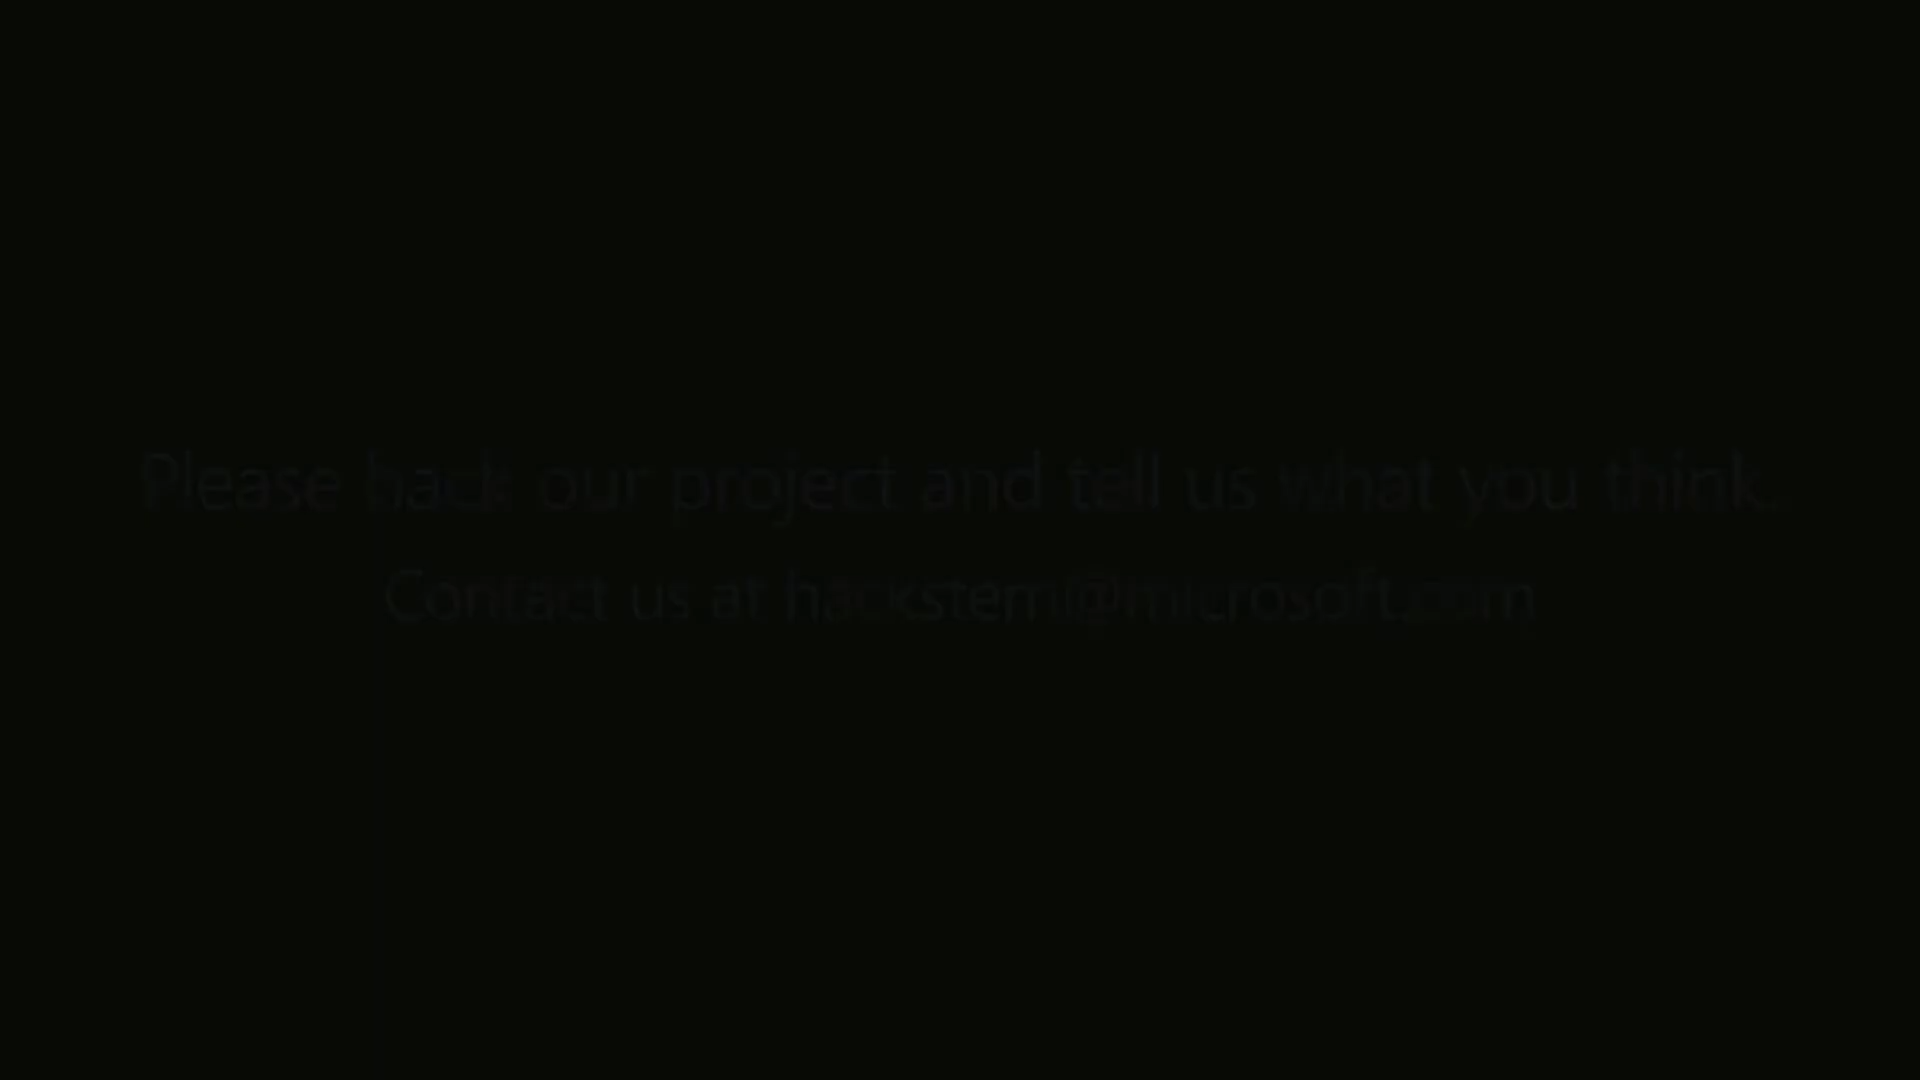 Please hack our project and tell us what you think.
Contact us at hackstem@microsoft.com